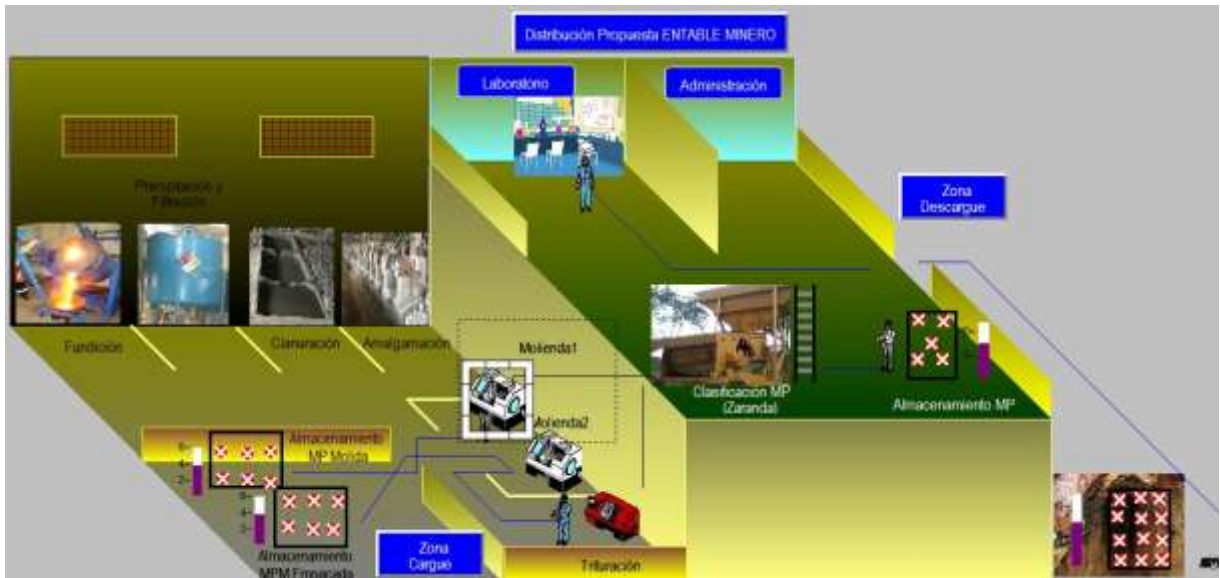 Distribución Propuesta ENTABLE MINERO
Laboratorio
Administración
Zona
Descargue
Precipitación y
Filtración
Fundición
Cianuración
Amalgamación
Molienda1
Molienda2
Clasificación MP
(Zaranda)
Almacenamiento MP
Almacenamiento
MP Molida
Almacenamiento
MPM Empacada
Zona
Cargue
Trituración